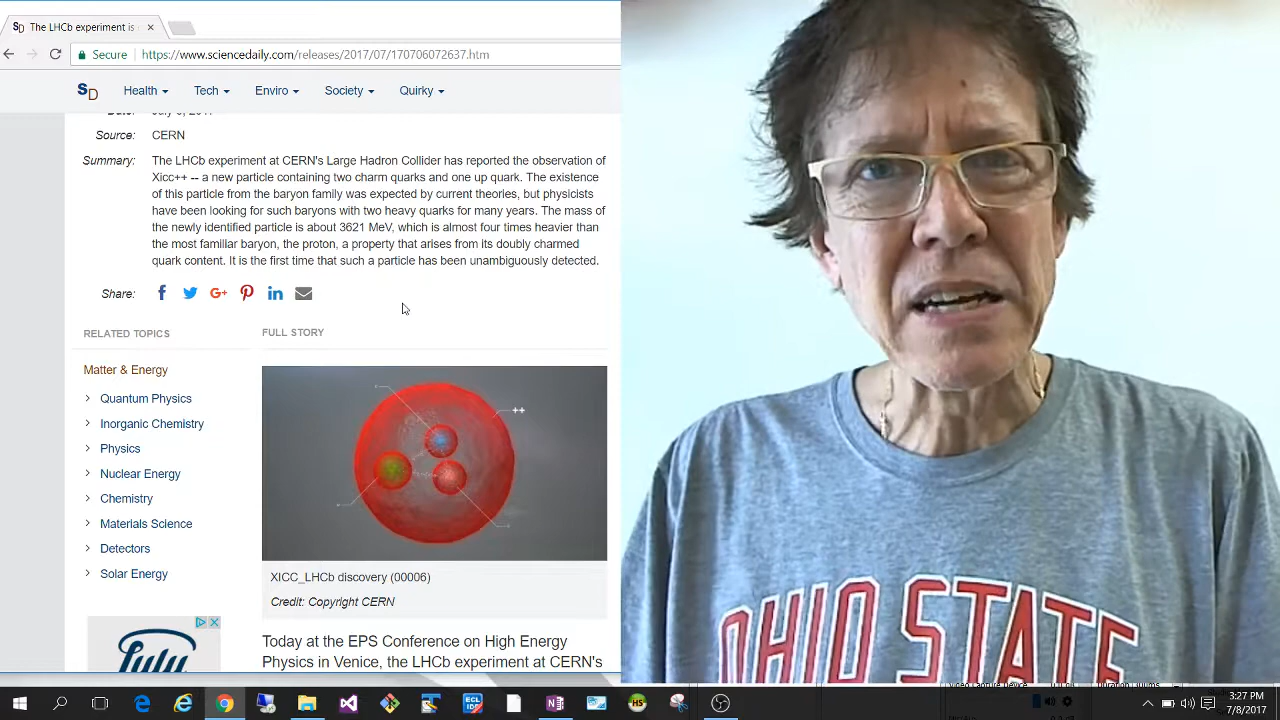 SD The LHCb experiment is
Secure https://www.sciencedaily.com/releases/2017/07/170706072637.htm
SD Health Tech Enviro Society Quirky
Source: CERN
Summary: The LHCb experiment at CERN's Large Hadron Collider has reported the observation of
Xicc++ -- a new particle containing two charm quarks and one up quark. The existence
of this particle from the baryon family was expected by current theories, but physicists
have been looking for such baryons with two heavy quarks for many years. The mass of
the newly identified particle is about 3621 MeV, which is almost four times heavier than
the most familiar baryon, the proton, a property that arises from its doubly charmed
quark content. It is the first time that such a particle has been unambiguously detected.
Share: f G+ in
RELATED TOPICS
Matter & Energy
Quantum Physics
Inorganic Chemistry
Physics
Nuclear Energy
Chemistry
Materials Science
Detectors
Solar Energy
FULL STORY
++
XICC_LHCb discovery (00006)
Credit: Copyright CERN
Today at the EPS Conference on High Energy
Physics in Venice, the LHCb experiment at CERN's
OHIO STATE
ECL
IDE
N
HS
3:27 PM
7/8/2017